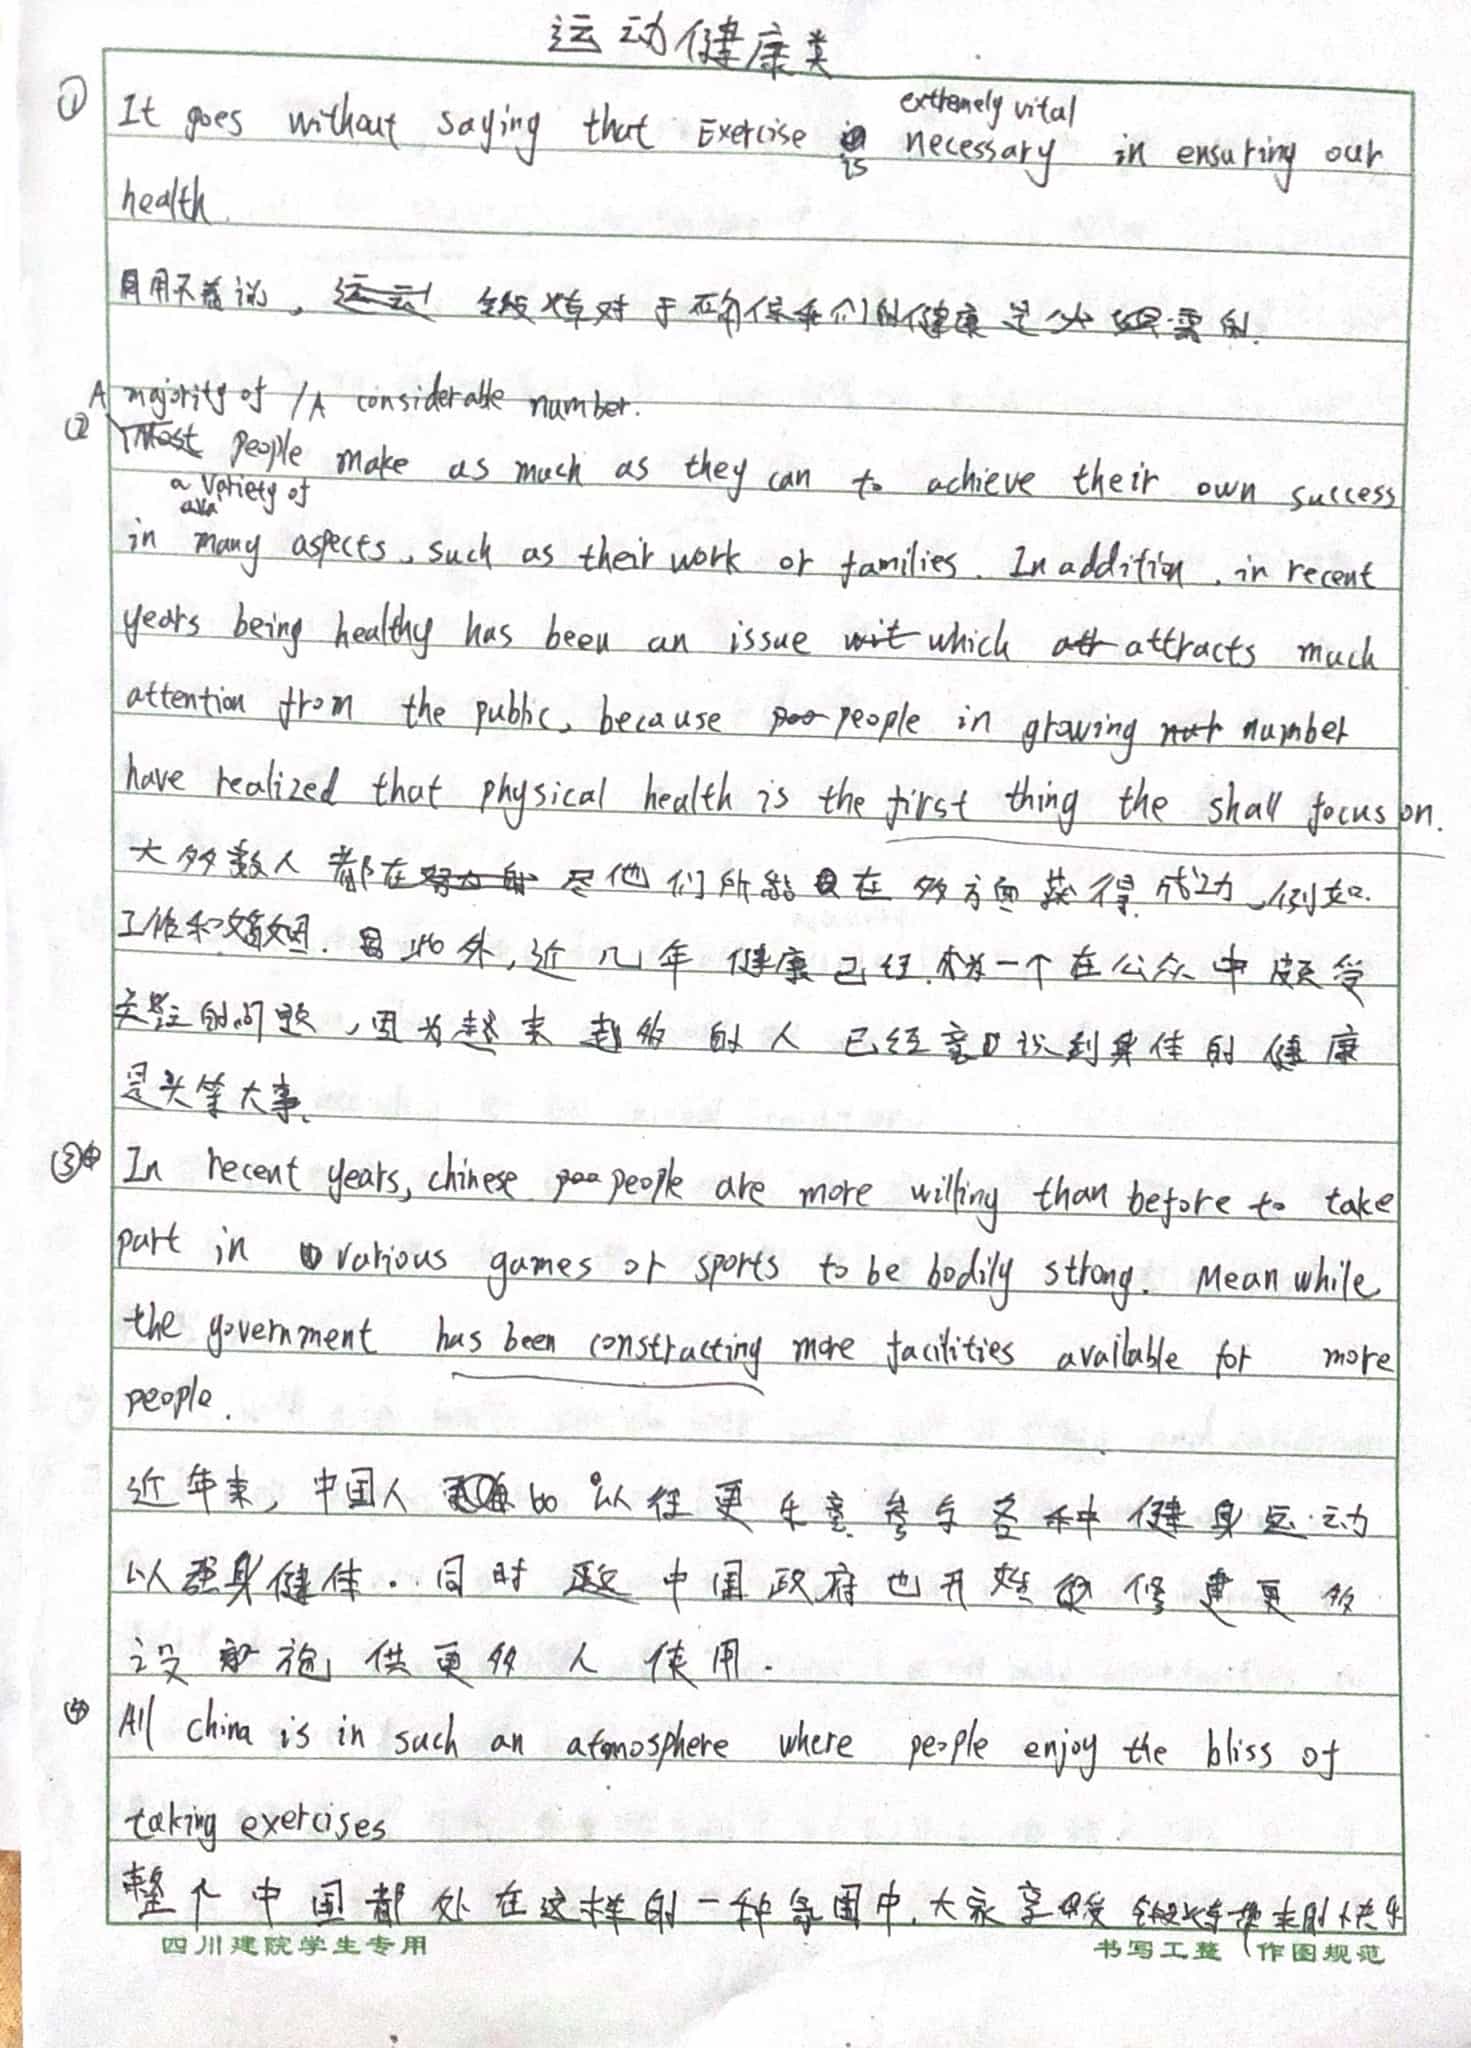 运动健康类
① It goes without saying that Exercise is extremely vital necessary in ensuring our
health.
用不着说, 锻炼对于确保我们的健康是必需的.
A majority of / A considerable number.
② Most people make as much as they can to achieve their own success
a variety of
in many aspects, such as their work or families. In addition, in recent
years being healthy has been an issue which attracts much
attention from the public, because people in growing number
have realized that physical health is the first thing the shall focus on.
大多数人都在尽他们所能在多方面获得成功,例如
工作和婚姻. 此外,近几年健康已经成为一个在公众中颇受
关注的问题,因为越来越多的人已经意识到身体的健康
是头等大事.
③ In recent years, chinese people are more willing than before to take
part in various games or sports to be bodily strong. Meanwhile
the government has been constracting more facilities available for more
people.
近年来, 中国人比以往更乐意参与各种健身运动
以强身健体. 同时中国政府也开始修建更多
设施供更多人使用.
④ All china is in such an atmosphere where people enjoy the bliss of
taking exercises
整个中国都处在这样的一种氛围中,大家享受锻炼带来的快乐
四川建院学生专用
书写工整 作图规范